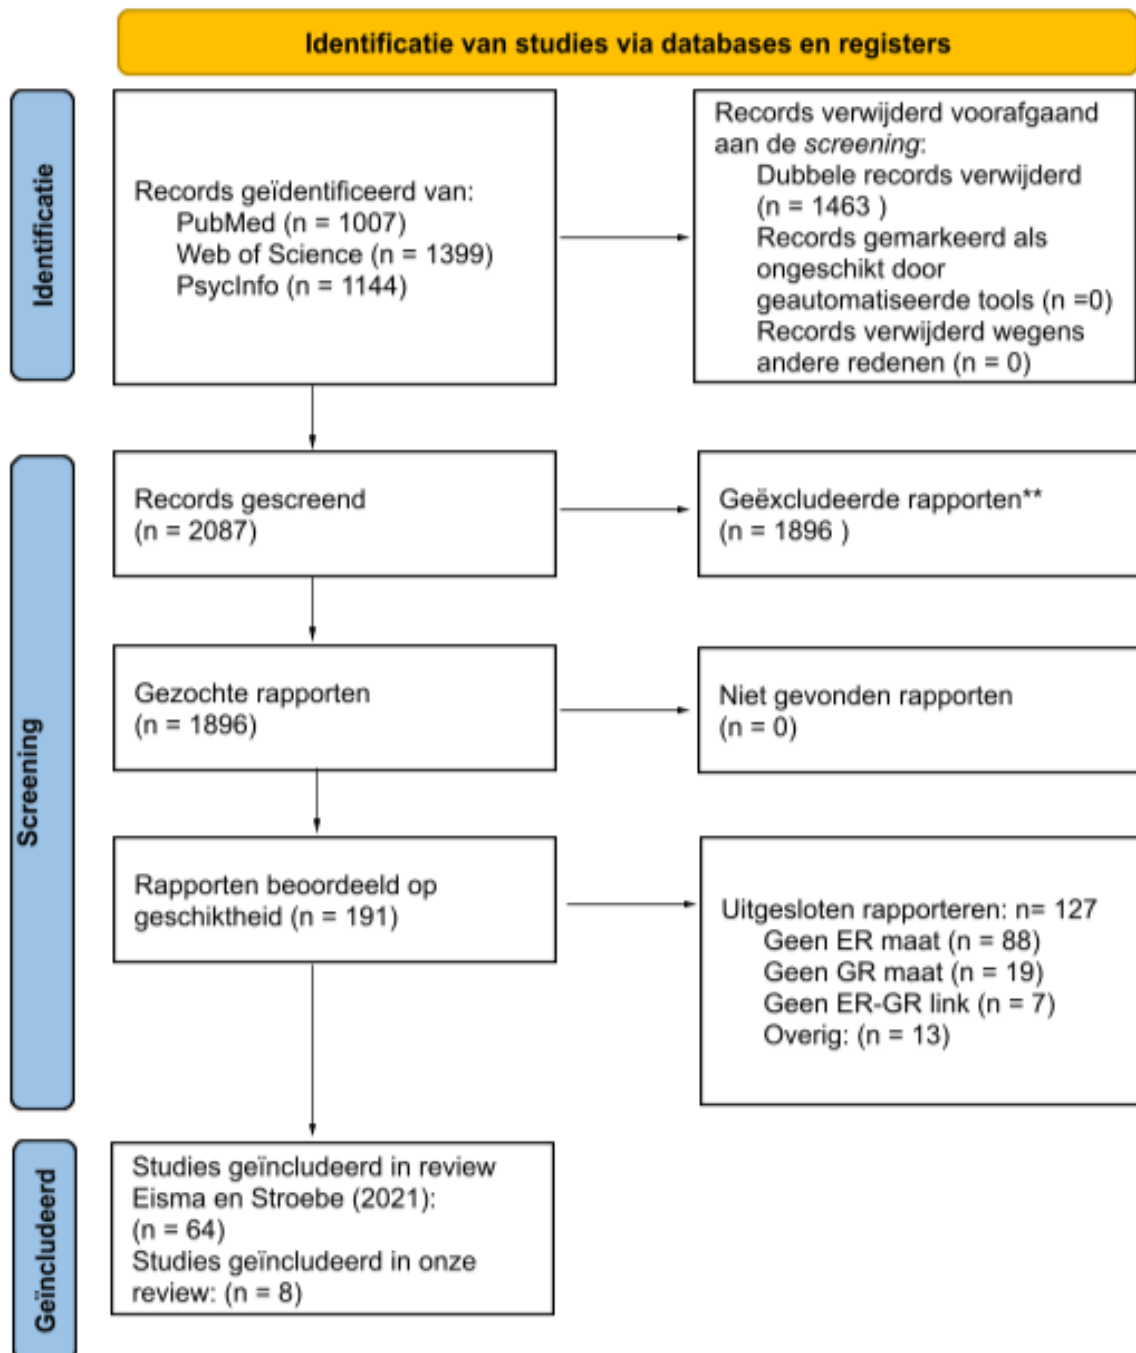 Identificatie van studies via databases en registers
Identificatie
Records geïdentificeerd van:
PubMed (n = 1007)
Web of Science (n = 1399)
PsycInfo (n = 1144)
Records verwijderd voorafgaand
aan de screening:
Dubbele records verwijderd
(n = 1463 )
Records gemarkeerd als
ongeschikt door
geautomatiseerde tools (n =0)
Records verwijderd wegens
andere redenen (n = 0)
Screening
Records gescreend
(n = 2087)
Geëxcludeerde rapporten**
(n = 1896 )
Gezochte rapporten
(n = 1896)
Niet gevonden rapporten
(n = 0)
Rapporten beoordeeld op
geschiktheid (n = 191)
Uitgesloten rapporteren: n= 127
Geen ER maat (n = 88)
Geen GR maat (n = 19)
Geen ER-GR link (n = 7)
Overig: (n = 13)
Geïncludeerd
Studies geïncludeerd in review
Eisma en Stroebe (2021):
(n = 64)
Studies geïncludeerd in onze
review: (n = 8)